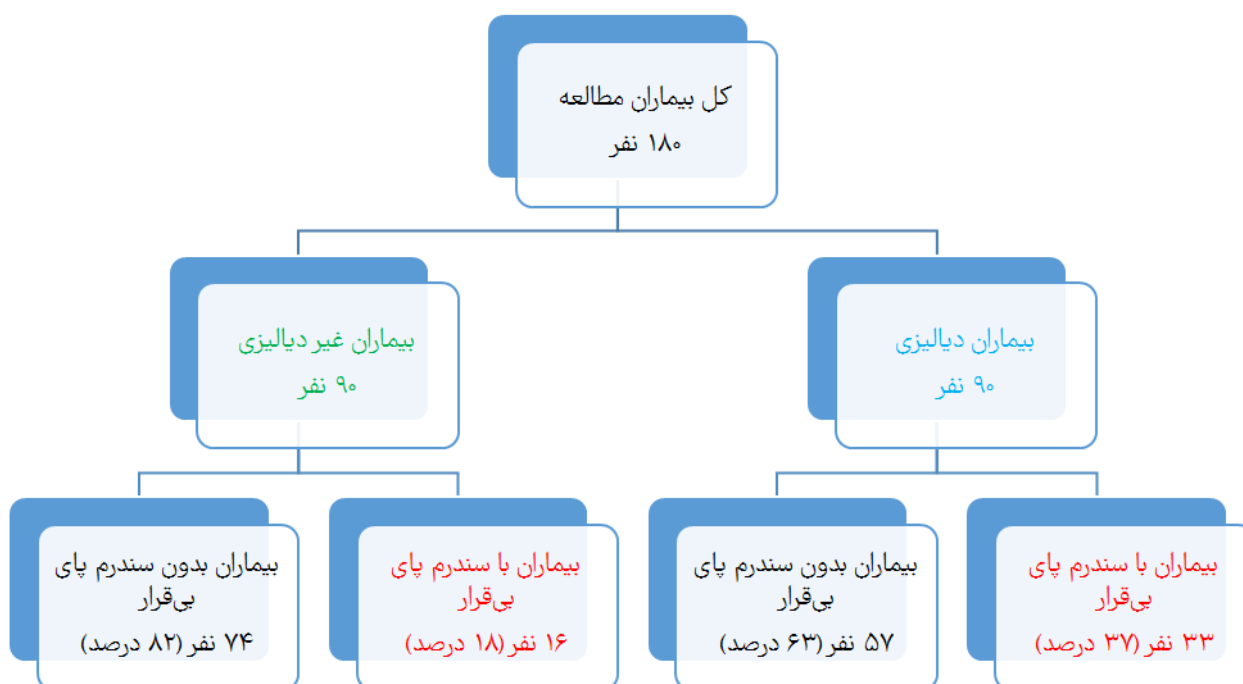 کل بیماران مطالعه
۱۸۰ نفر
بیماران دیالیزی
۹۰ نفر
بیماران غیر دیالیزی
۹۰ نفر
بیماران با سندرم پای
بی‌قرار
۳۳ نفر (۳۷ درصد)
بیماران بدون سندرم پای
بی‌قرار
۵۷ نفر (۶۳ درصد)
بیماران با سندرم پای
بی‌قرار
۱۶ نفر (۱۸ درصد)
بیماران بدون سندرم پای
بی‌قرار
۷۴ نفر (۸۲ درصد)